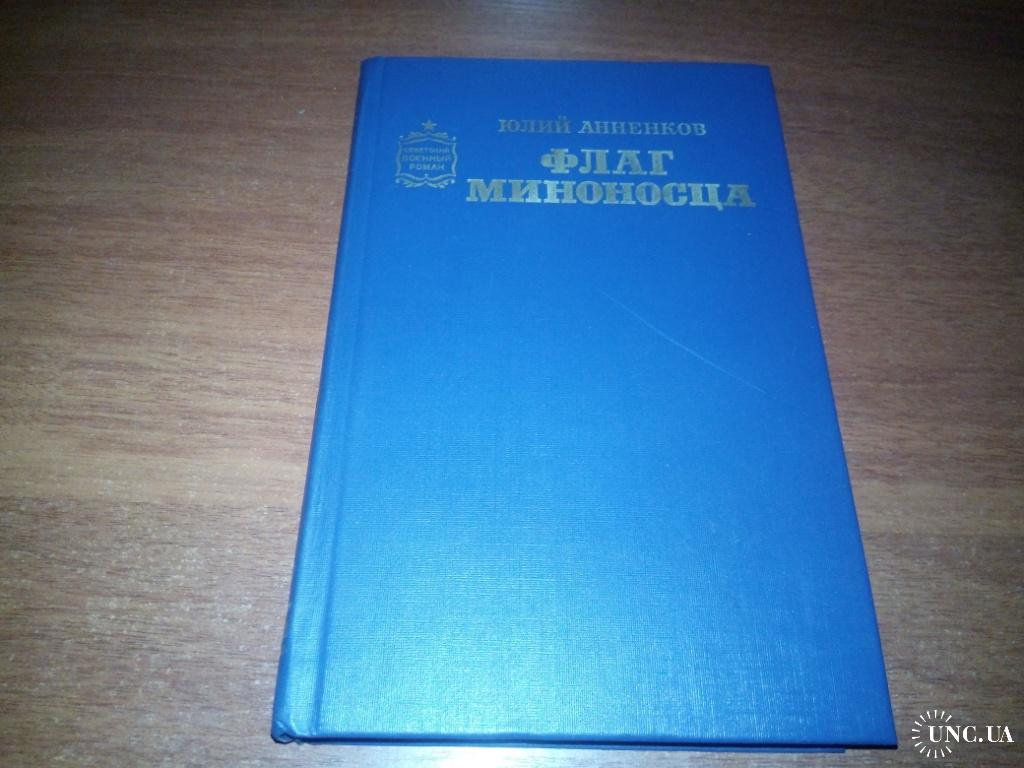 ЮЛИЙ АННЕНКОВ
ФЛАГ
МИНОНОСЦА
СОВЕТСКИЙ
ВОЕННЫЙ
РОМАН
UNC.UA